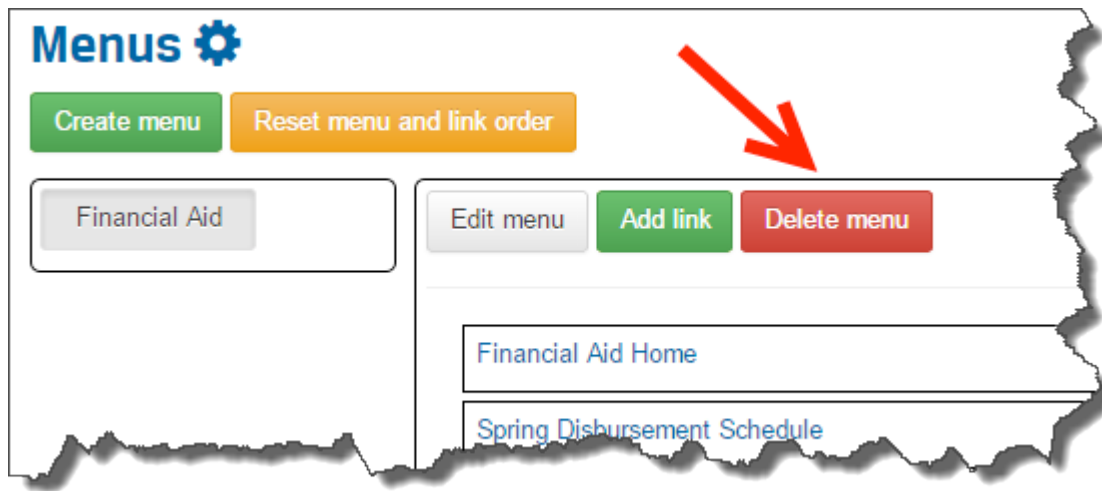 Menus
Create menu
Reset menu and link order
Financial Aid
Edit menu
Add link
Delete menu
Financial Aid Home
Spring Disbursement Schedule